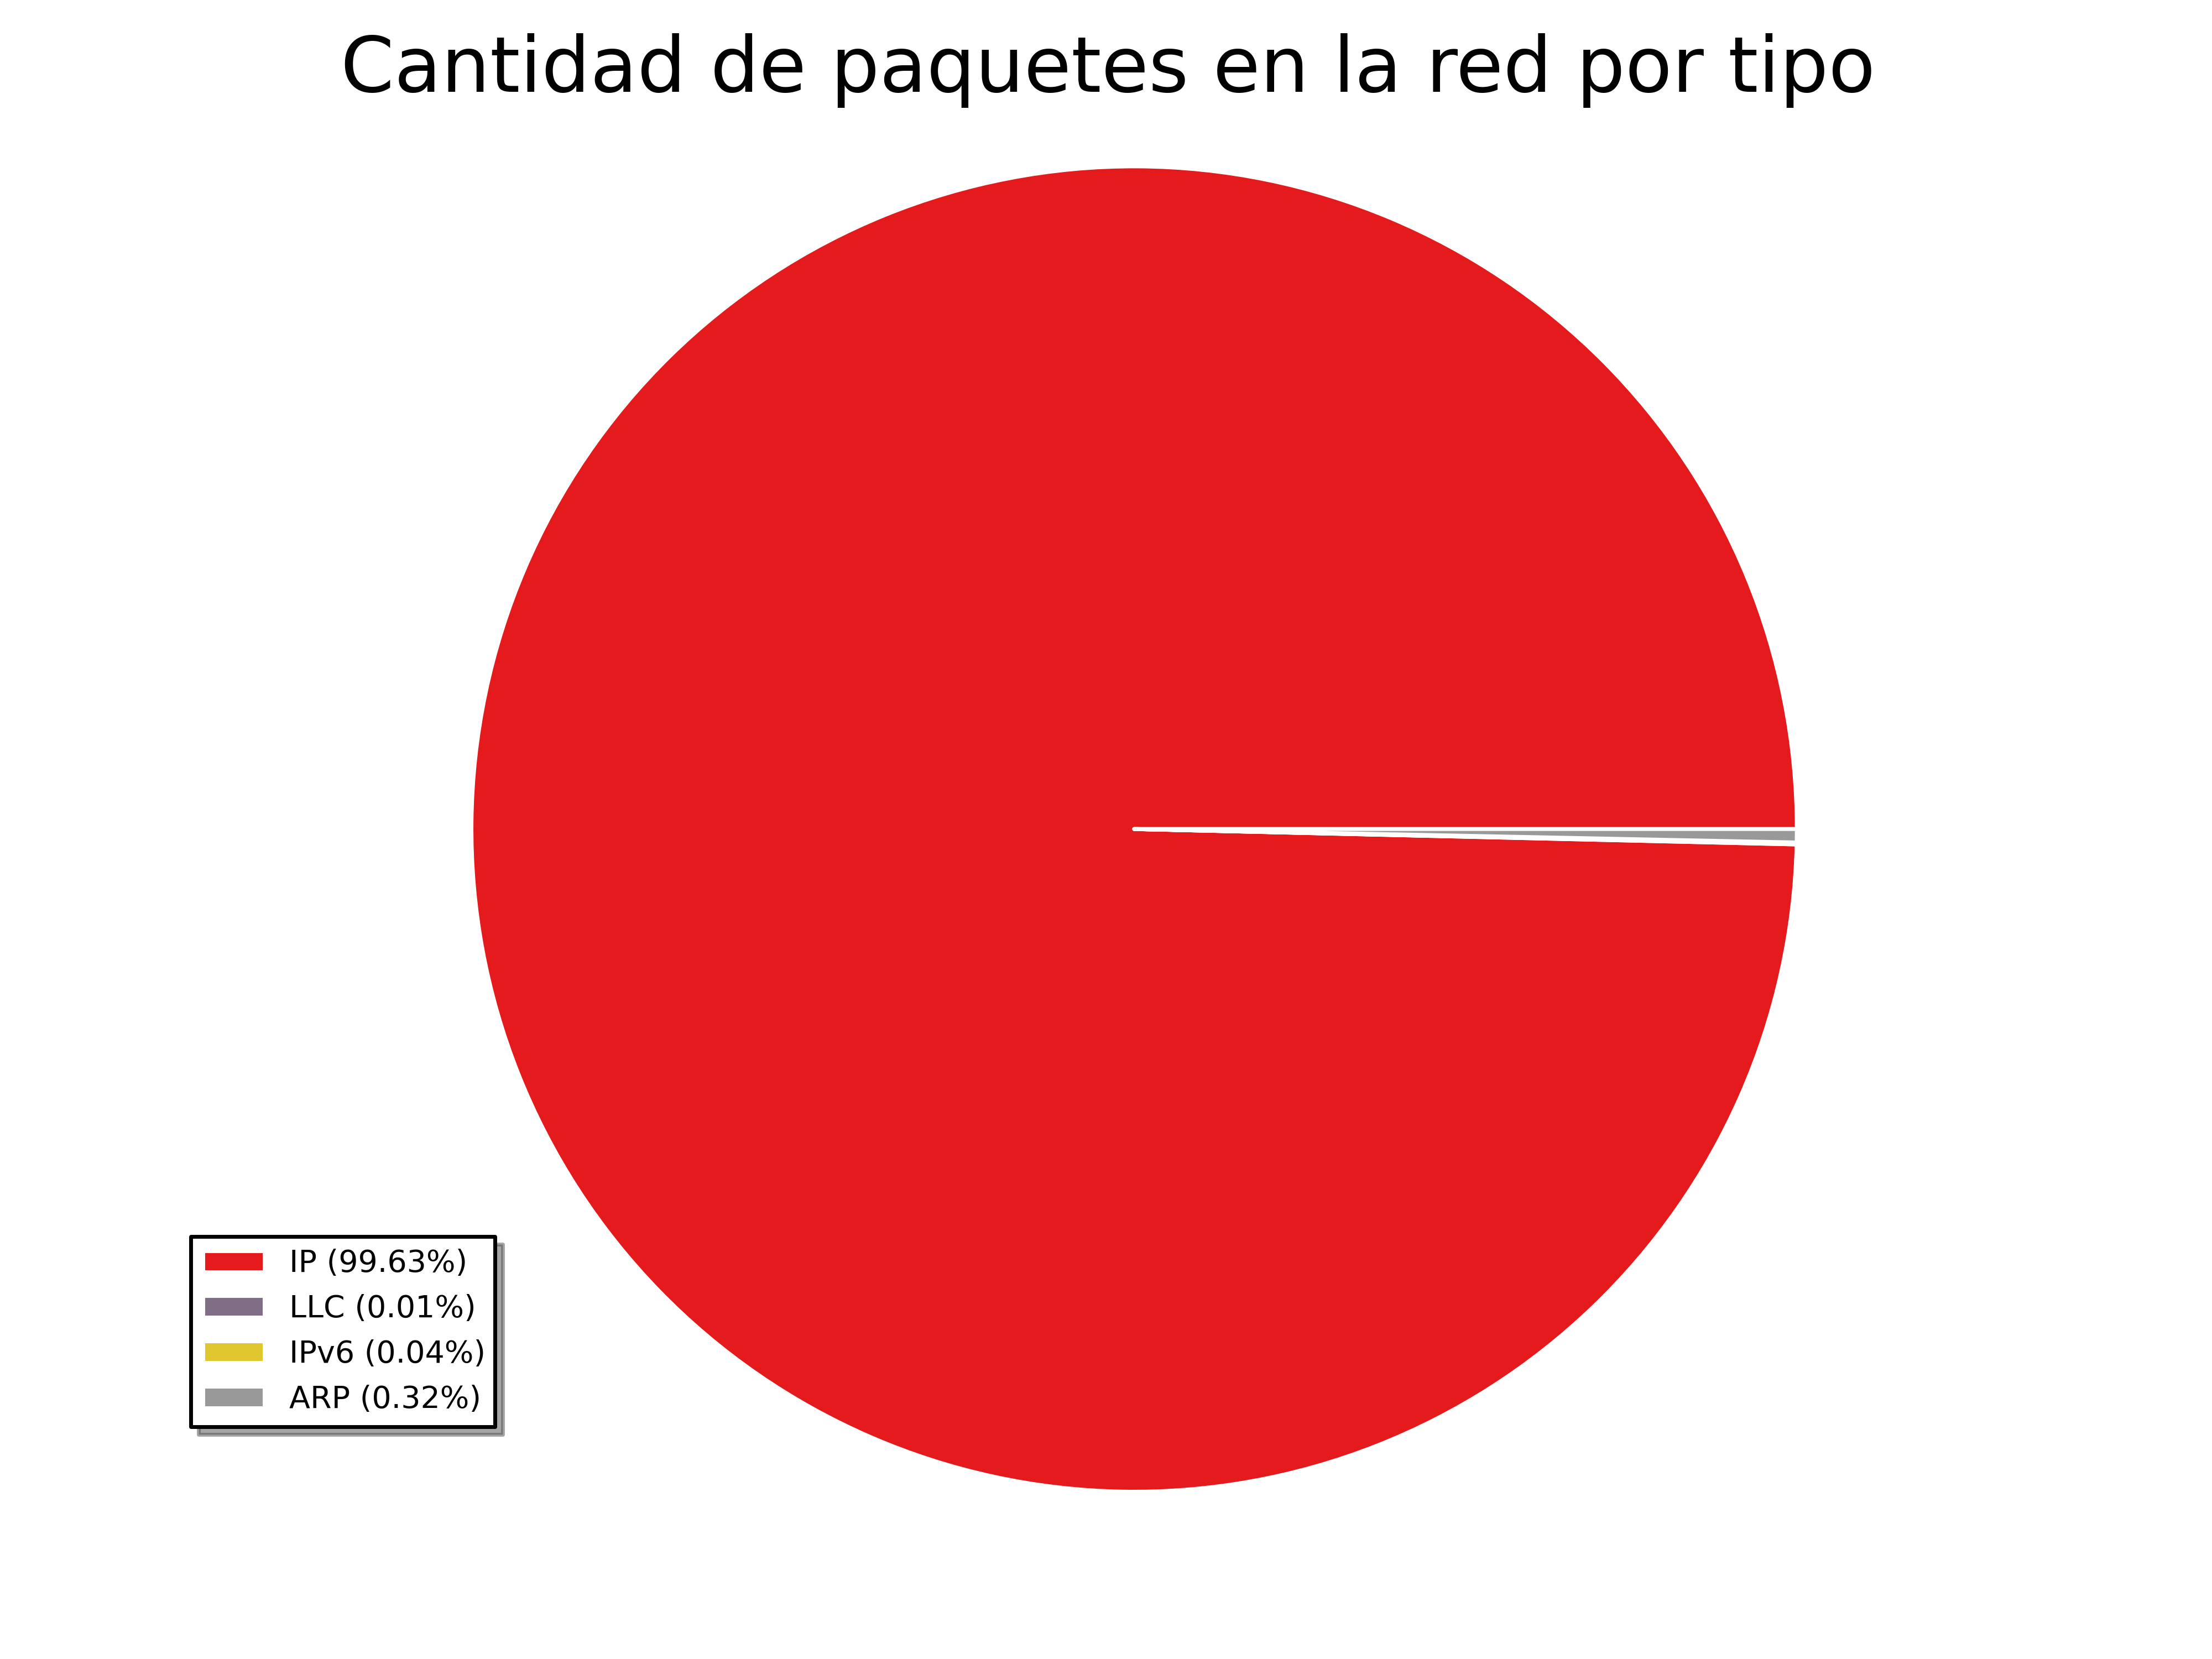 Cantidad de paquetes en la red por tipo
IP (99.63%)
LLC (0.01%)
IPv6 (0.04%)
ARP (0.32%)